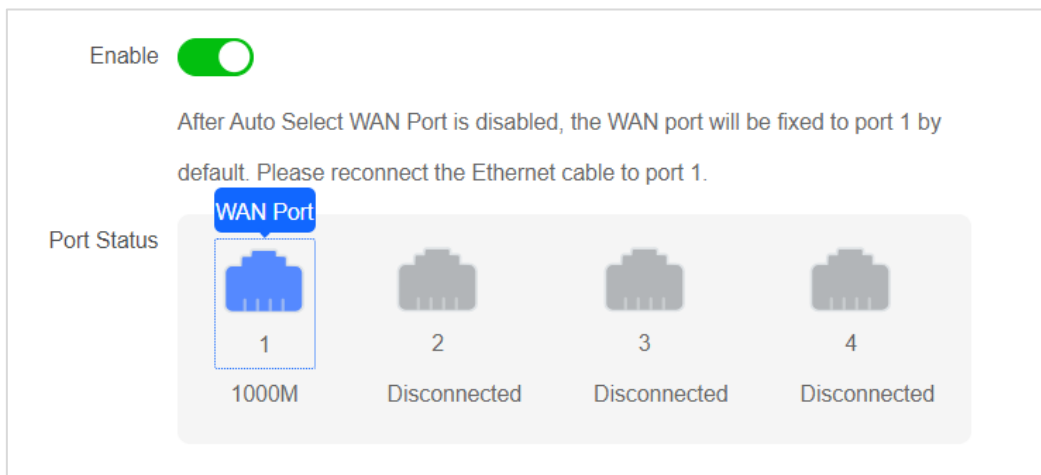 Enable
After Auto Select WAN Port is disabled, the WAN port will be fixed to port 1 by
default. Please reconnect the Ethernet cable to port 1.
WAN Port
Port Status
1 2 3 4
1000M Disconnected Disconnected Disconnected